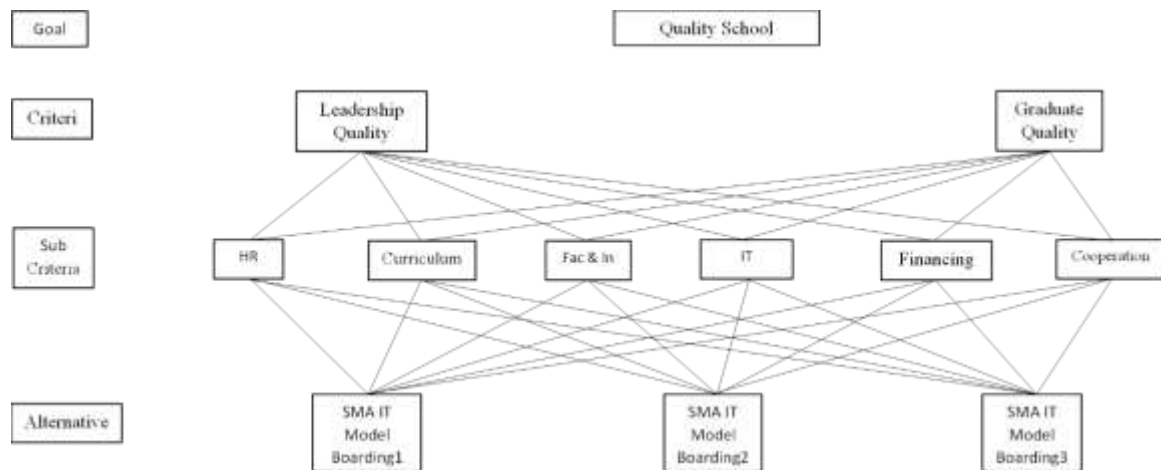 Goal
Quality School
Criteri
Leadership
Quality
Graduate
Quality
Sub
Criteria
HR
Curriculum
Fac & In
IT
Financing
Cooperation
Alternative
SMA IT
Model
Boarding1
SMA IT
Model
Boarding2
SMA IT
Model
Boarding3